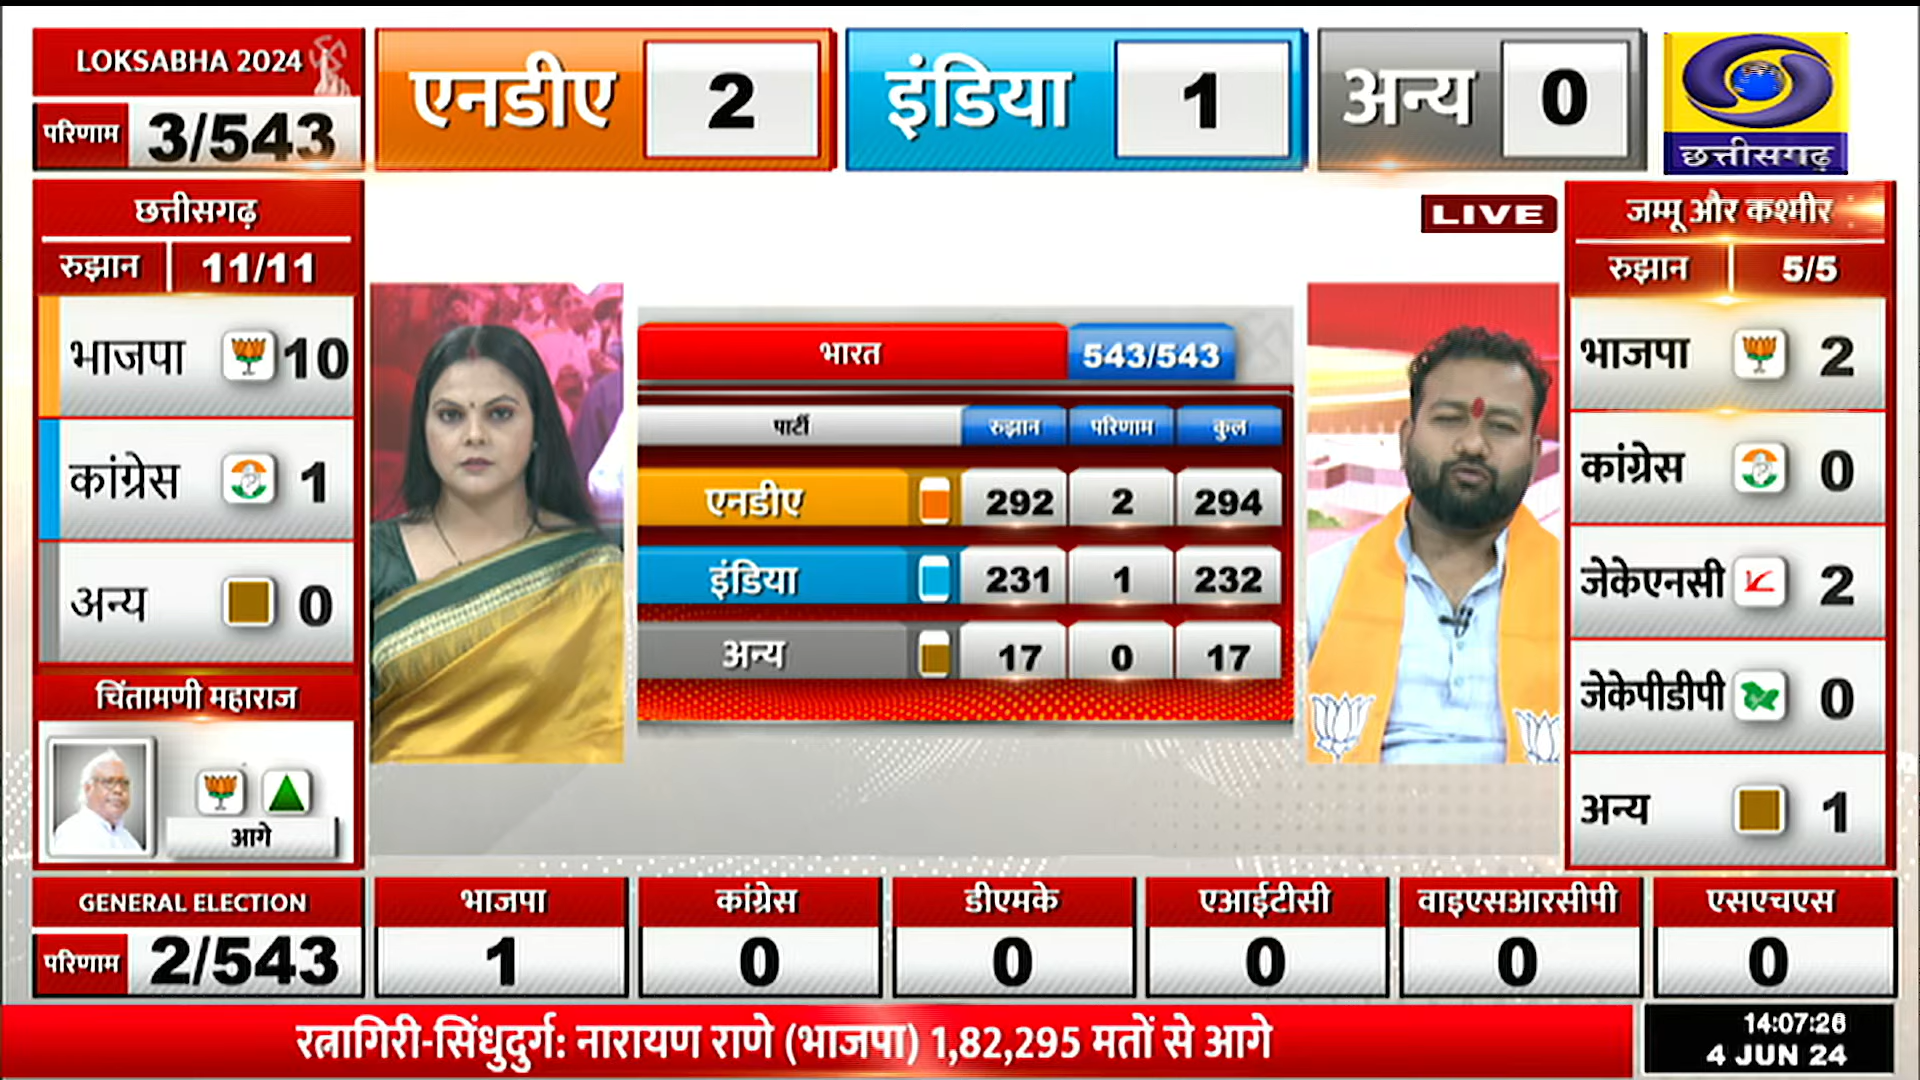 LOKSABHA 2024
परिणाम 3/543
एनडीए 2
इंडिया 1
अन्य 0
छत्तीसगढ़
छत्तीसगढ़
रुझान 11/11
भाजपा 10
कांग्रेस 1
अन्य 0
चिंतामणी महाराज
आगे
LIVE
भारत 543/543
पार्टी रुझान परिणाम कुल
एनडीए 292 2 294
इंडिया 231 1 232
अन्य 17 0 17
जम्मू और कश्मीर
रुझान 5/5
भाजपा 2
कांग्रेस 0
जेकेएनसी 2
जेकेपीडीपी 0
अन्य 1
GENERAL ELECTION
परिणाम 2/543
भाजपा 1
कांग्रेस 0
डीएमके 0
एआईटीसी 0
वाइएसआरसीपी 0
एसएचएस 0
रत्नागिरी-सिंधुदुर्ग: नारायण राणे (भाजपा) 1,82,295 मतों से आगे
14:07:26
4 JUN 24